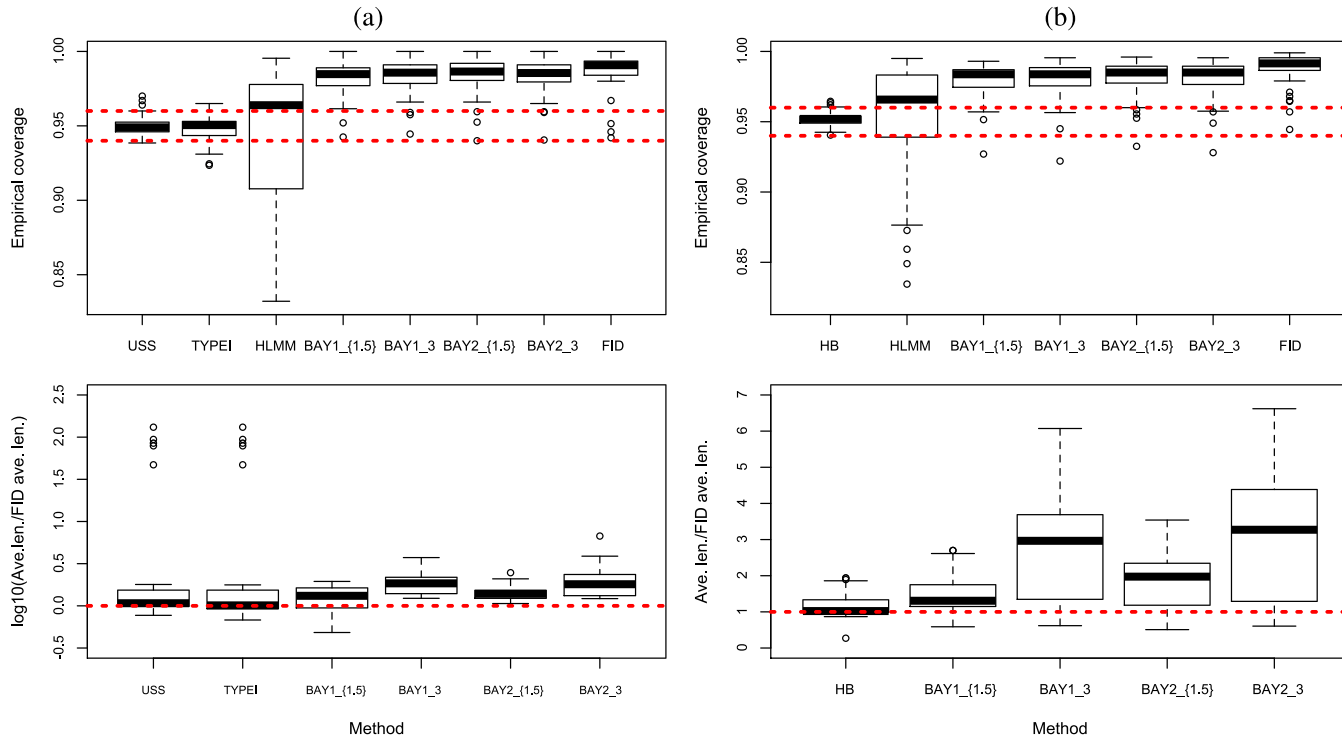 (a)
Empirical coverage
1.00
0.95
0.90
0.85
USS TYPEI HLMM BAY1_{1.5} BAY1_3 BAY2_{1.5} BAY2_3 FID
log10(Ave.len./FID ave. len.)
2.5
2.0
1.5
1.0
0.5
0.0
-0.5
USS TYPEI BAY1_{1.5} BAY1_3 BAY2_{1.5} BAY2_3
Method
(b)
Empirical coverage
1.00
0.95
0.90
0.85
HB HLMM BAY1_{1.5} BAY1_3 BAY2_{1.5} BAY2_3 FID
Ave. len./FID ave. len.
7
6
5
4
3
2
1
0
HB BAY1_{1.5} BAY1_3 BAY2_{1.5} BAY2_3
Method